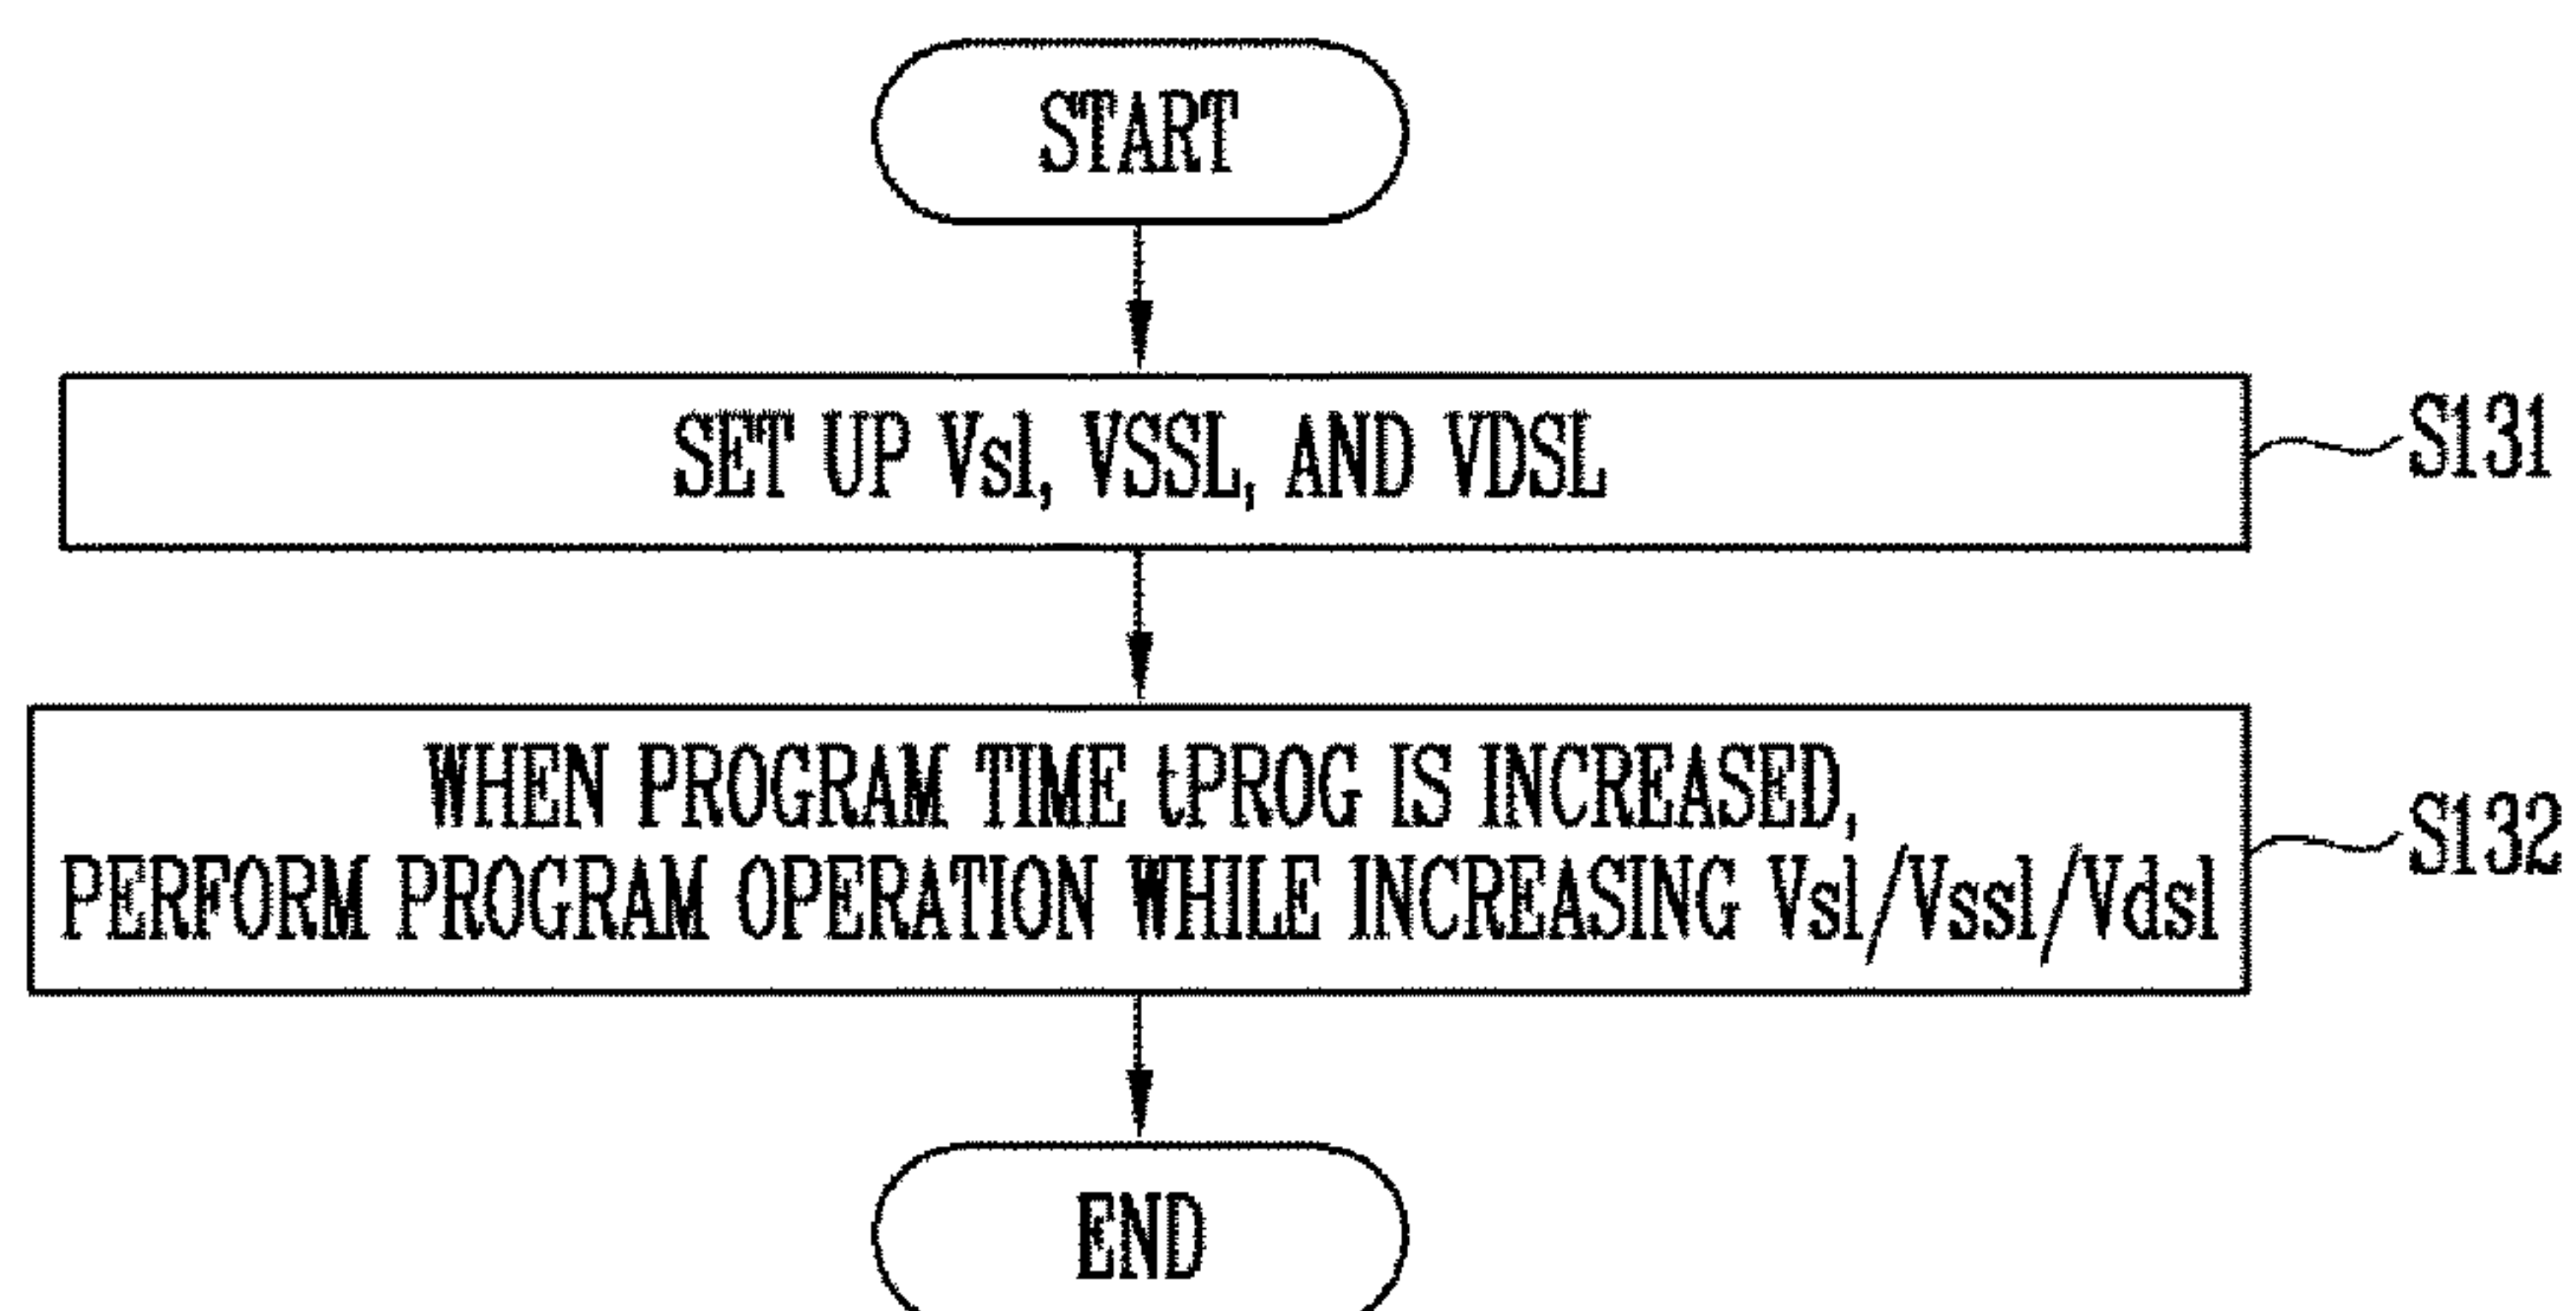 START
SET UP Vsl, VSSL, AND VDSL
S131
WHEN PROGRAM TIME tPROG IS INCREASED,
PERFORM PROGRAM OPERATION WHILE INCREASING Vsl/Vssl/Vdsl
S132
END